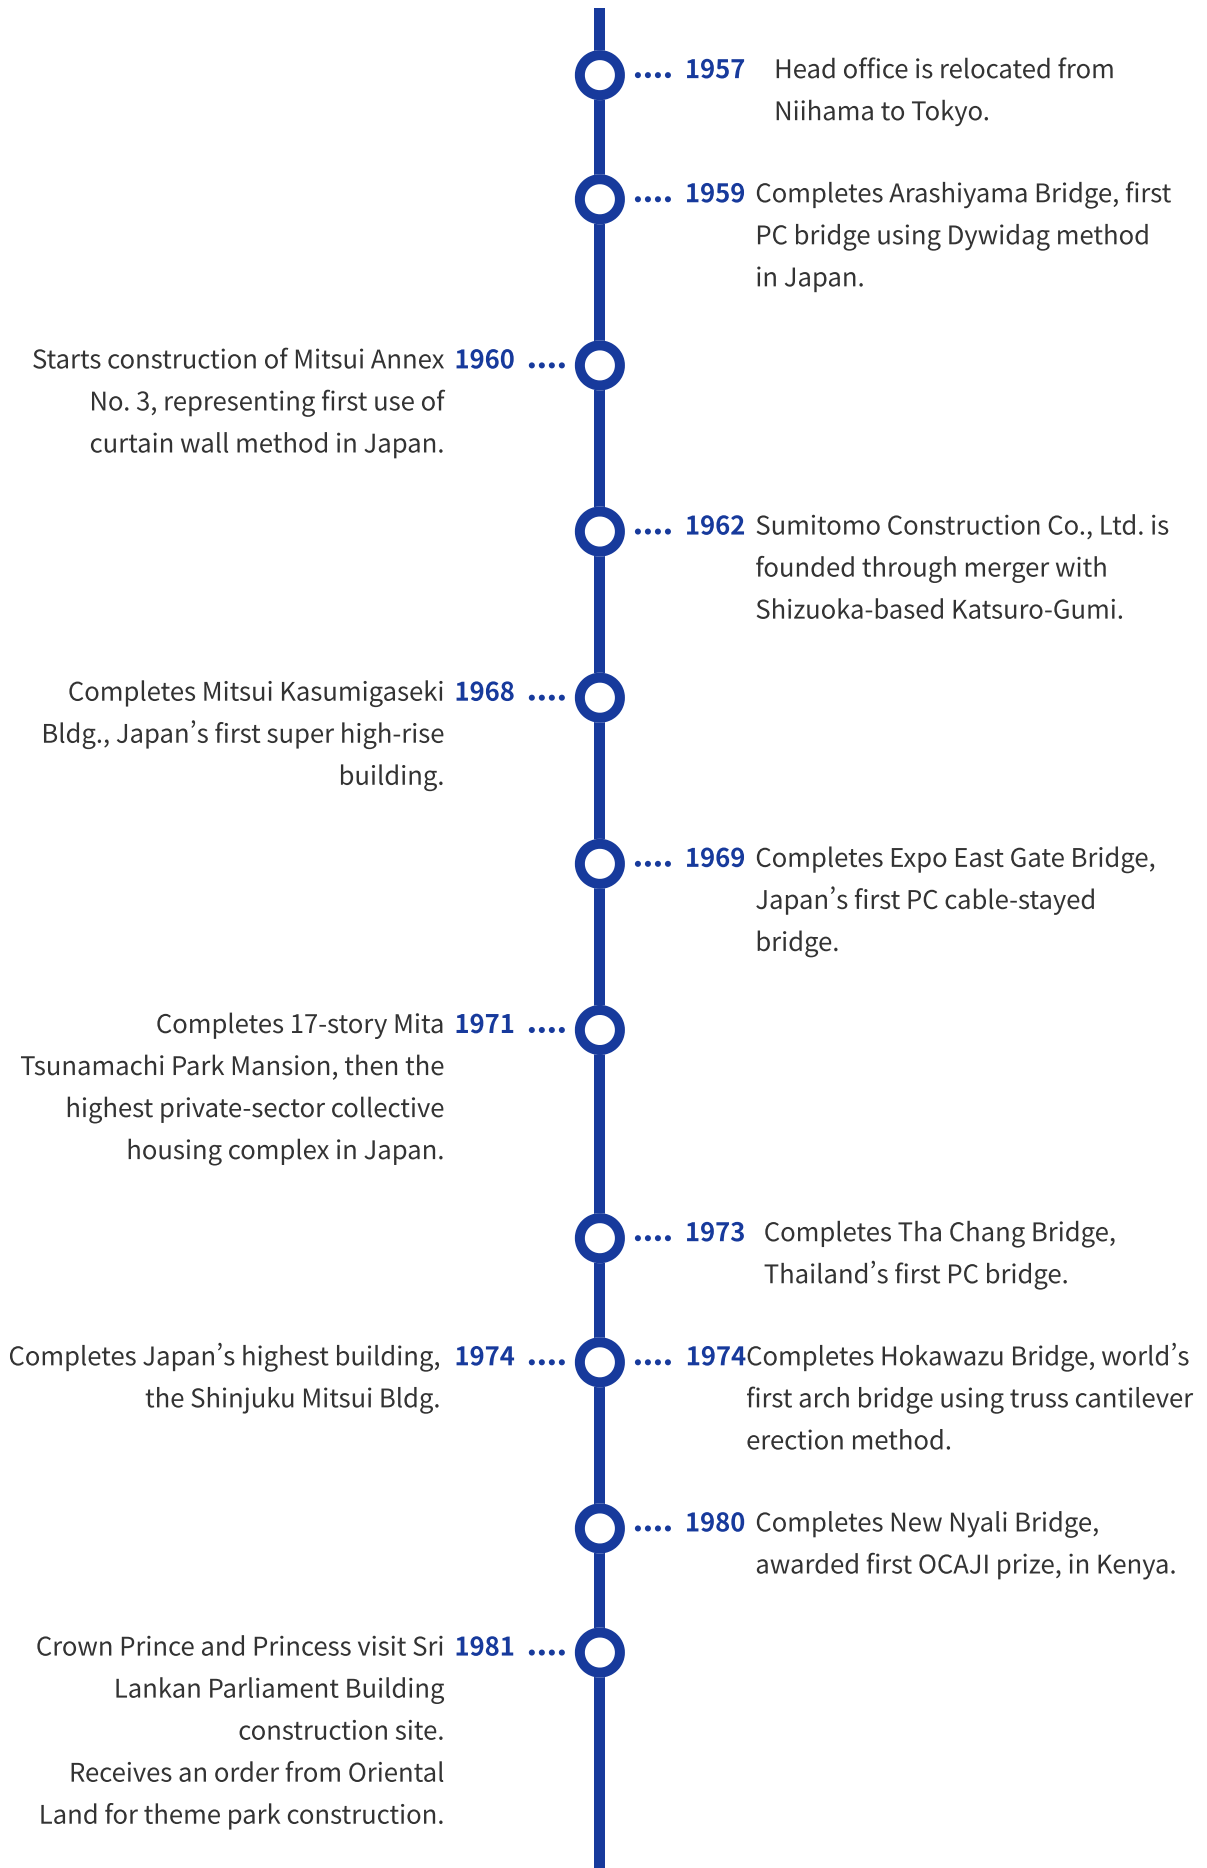 1957 Head office is relocated from
Niihama to Tokyo.
1959 Completes Arashiyama Bridge, first
PC bridge using Dywidag method
in Japan.
Starts construction of Mitsui Annex 1960
No. 3, representing first use of
curtain wall method in Japan.
1962 Sumitomo Construction Co., Ltd. is
founded through merger with
Shizuoka-based Katsuro-Gumi.
Completes Mitsui Kasumigaseki 1968
Bldg., Japan’s first super high-rise
building.
1969 Completes Expo East Gate Bridge,
Japan’s first PC cable-stayed
bridge.
Completes 17-story Mita 1971
Tsunamachi Park Mansion, then the
highest private-sector collective
housing complex in Japan.
1973 Completes Tha Chang Bridge,
Thailand’s first PC bridge.
Completes Japan’s highest building, 1974
the Shinjuku Mitsui Bldg.
1974 Completes Hokawazu Bridge, world’s
first arch bridge using truss cantilever
erection method.
1980 Completes New Nyali Bridge,
awarded first OCAJI prize, in Kenya.
Crown Prince and Princess visit Sri 1981
Lankan Parliament Building
construction site.
Receives an order from Oriental
Land for theme park construction.